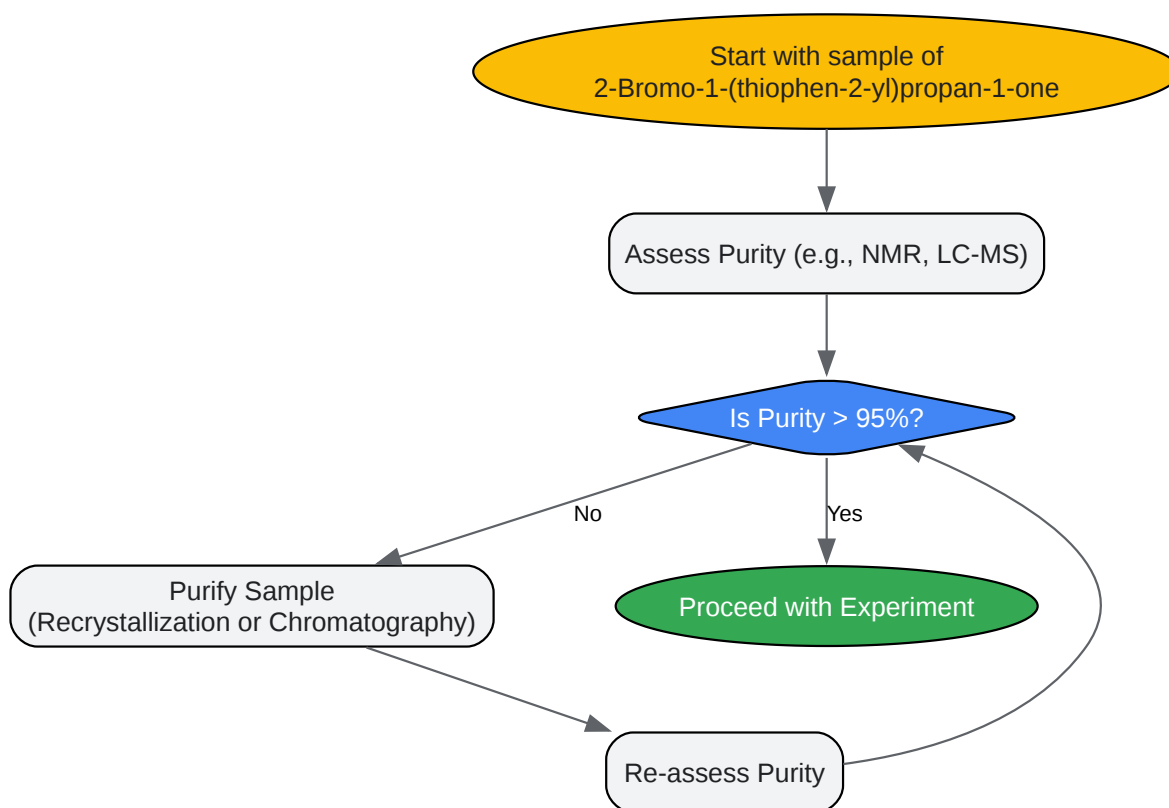 Start with sample of
2-Bromo-1-(thiophen-2-yl)propan-1-one
Assess Purity (e.g., NMR, LC-MS)
Is Purity > 95%?
No
Yes
Purify Sample
(Recrystallization or Chromatography)
Proceed with Experiment
Re-assess Purity